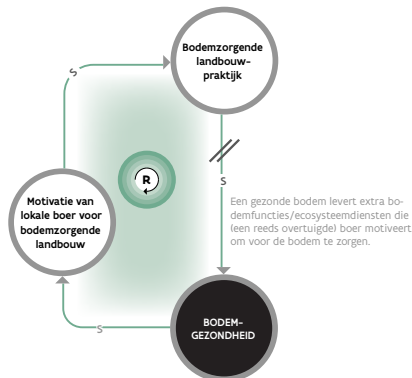 Bodemzorgende
landbouw-
praktijk
S
R
S
Een gezonde bodem levert extra bo-
demfuncties/ecosysteemdiensten die
(een reeds overtuigde) boer motiveert
om voor de bodem te zorgen.
Motivatie van
lokale boer voor
bodemzorgende
landbouw
BODEM-
GEZONDHEID
S